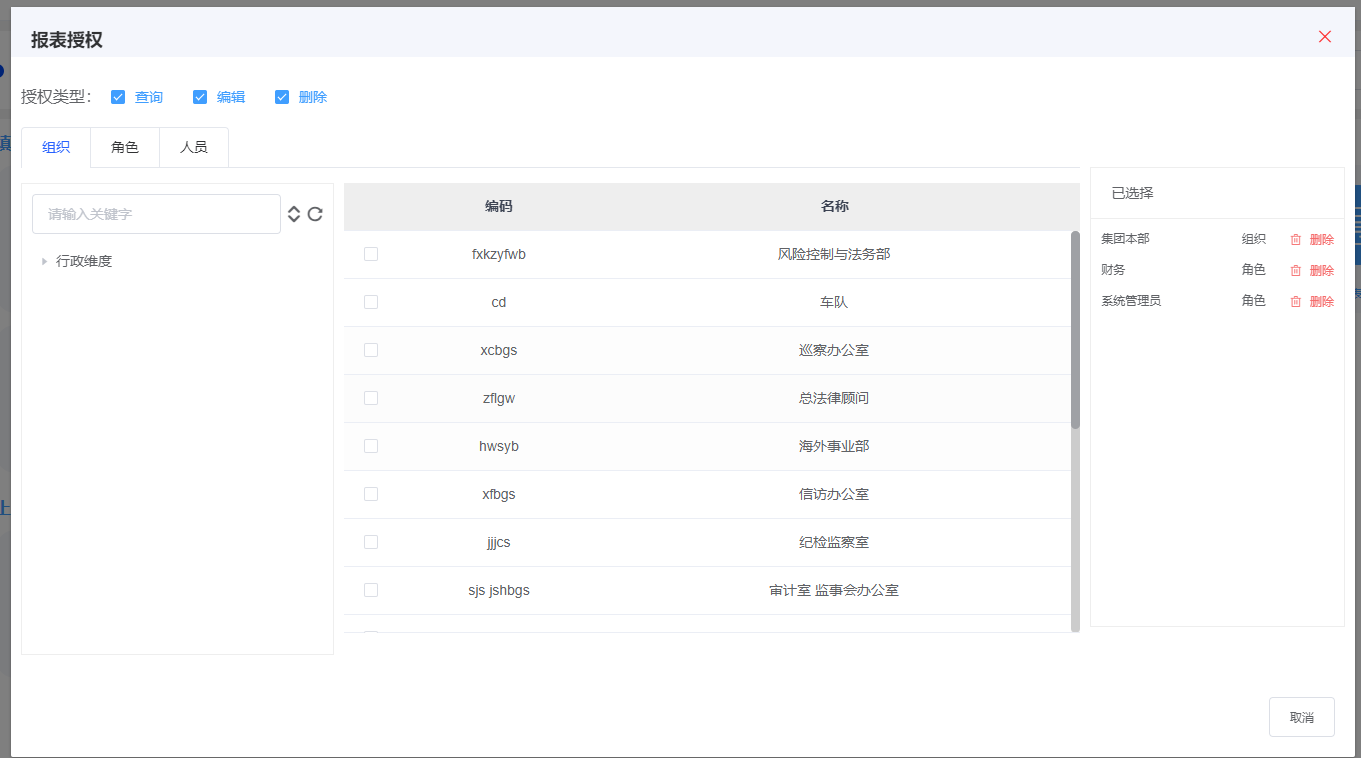 报表授权
授权类型： 查询 编辑 删除
组织 角色 人员
请输入关键字
行政维度
编码 名称
fxkzyfwb 风险控制与法务部
cd 车队
xcbgs 巡察办公室
zflgw 总法律顾问
hwsyb 海外事业部
xfbgs 信访办公室
jjjcs 纪检监察室
sjs jshbgs 审计室 监事会办公室
已选择
集团本部 组织 删除
财务 角色 删除
系统管理员 角色 删除
取消